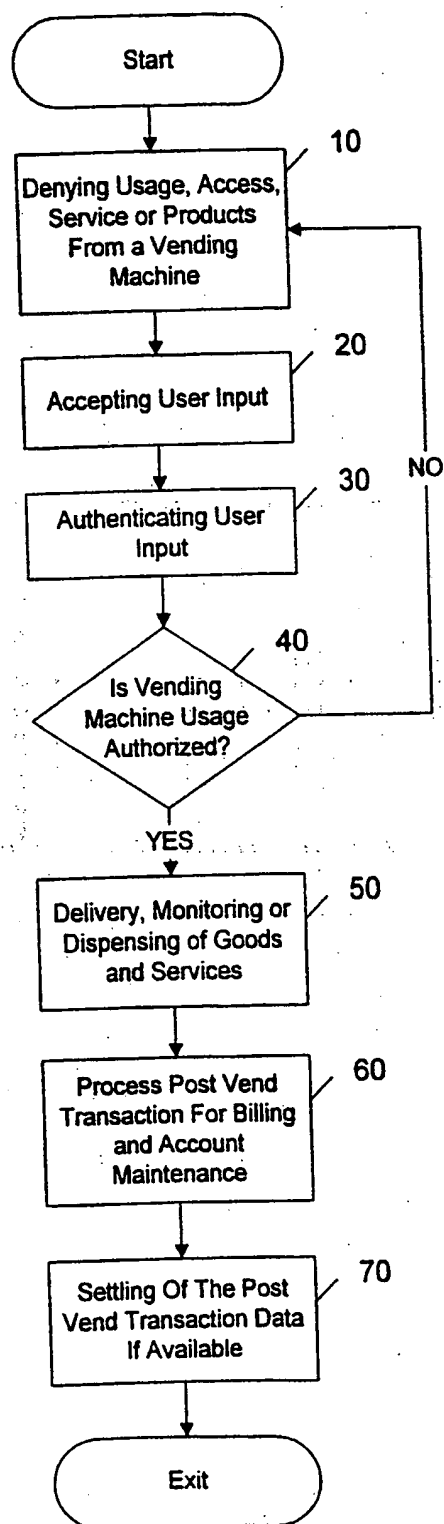 Start
10
Denying Usage, Access,
Service or Products
From a Vending
Machine
20
Accepting User Input
NO
30
Authenticating User
Input
40
Is Vending
Machine Usage
Authorized?
YES
50
Delivery, Monitoring or
Dispensing of Goods
and Services
60
Process Post Vend
Transaction For Billing
and Account
Maintenance
70
Settling Of The Post
Vend Transaction Data
If Available
Exit